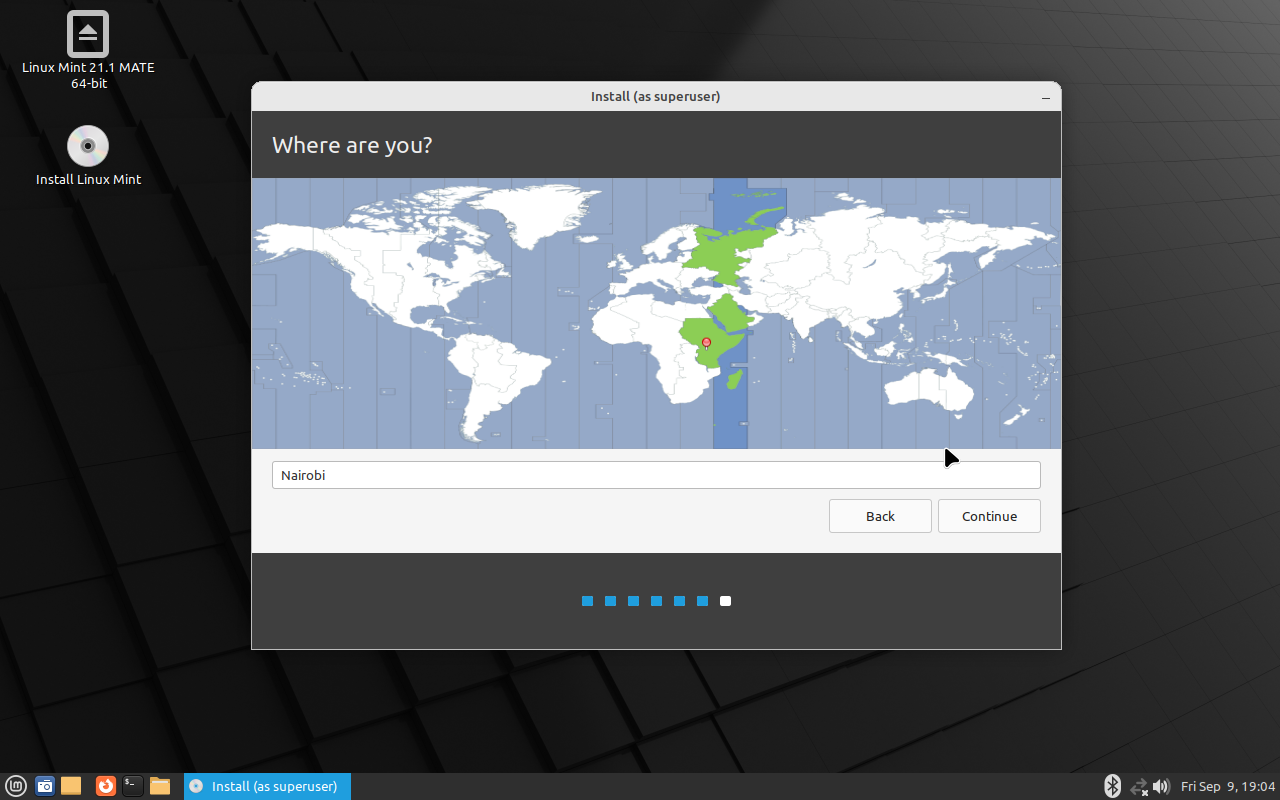 Linux Mint 21.1 MATE
64-bit
Install Linux Mint
Install (as superuser)
Where are you?
Nairobi
Back
Continue
Install (as superuser)
Fri Sep 9, 19:04